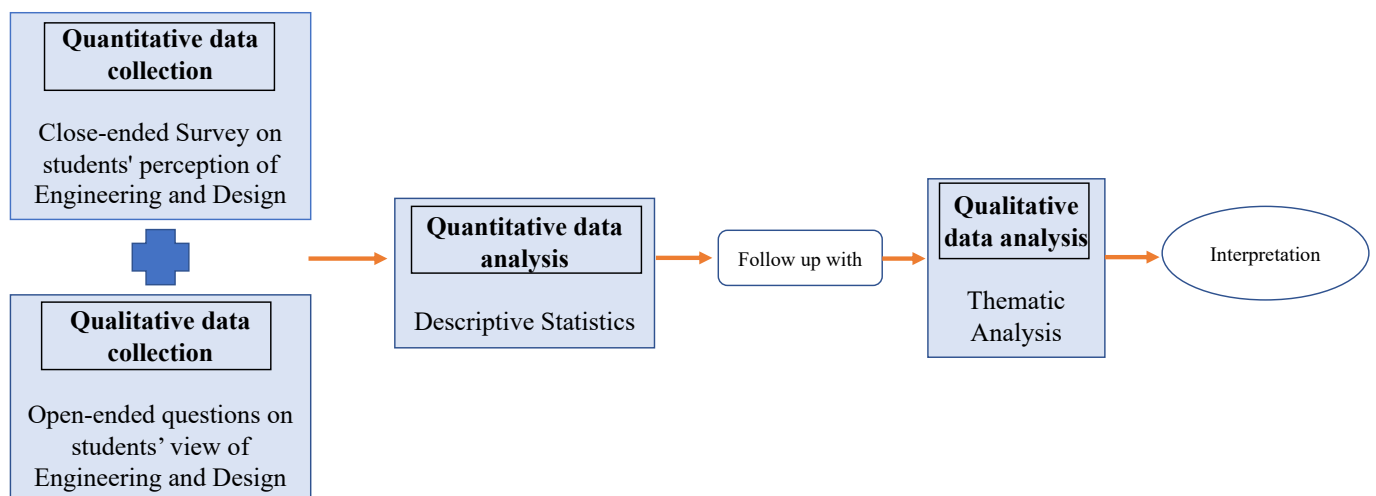 Quantitative data
collection
Close-ended Survey on
students' perception of
Engineering and Design
Qualitative data
collection
Open-ended questions on
students’ view of
Engineering and Design
Quantitative data
analysis
Descriptive Statistics
Follow up with
Qualitative
data analysis
Thematic
Analysis
Interpretation